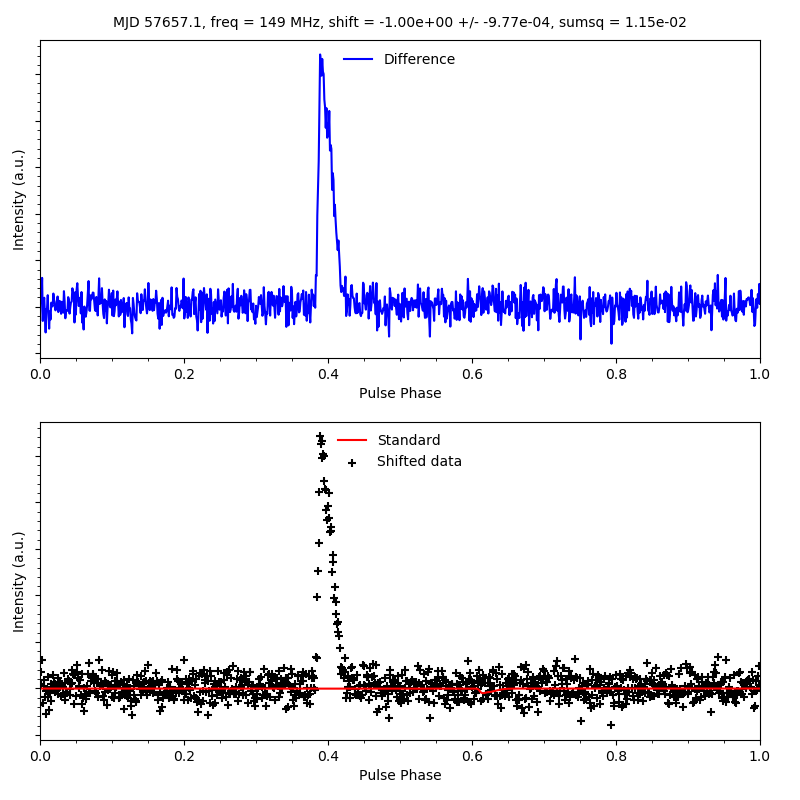 MJD 57657.1, freq = 149 MHz, shift = -1.00e+00 +/- -9.77e-04, sumsq = 1.15e-02
Difference
Intensity (a.u.)
0.0 0.2 0.4 0.6 0.8 1.0
Pulse Phase
Standard
Shifted data
Intensity (a.u.)
0.0 0.2 0.4 0.6 0.8 1.0
Pulse Phase